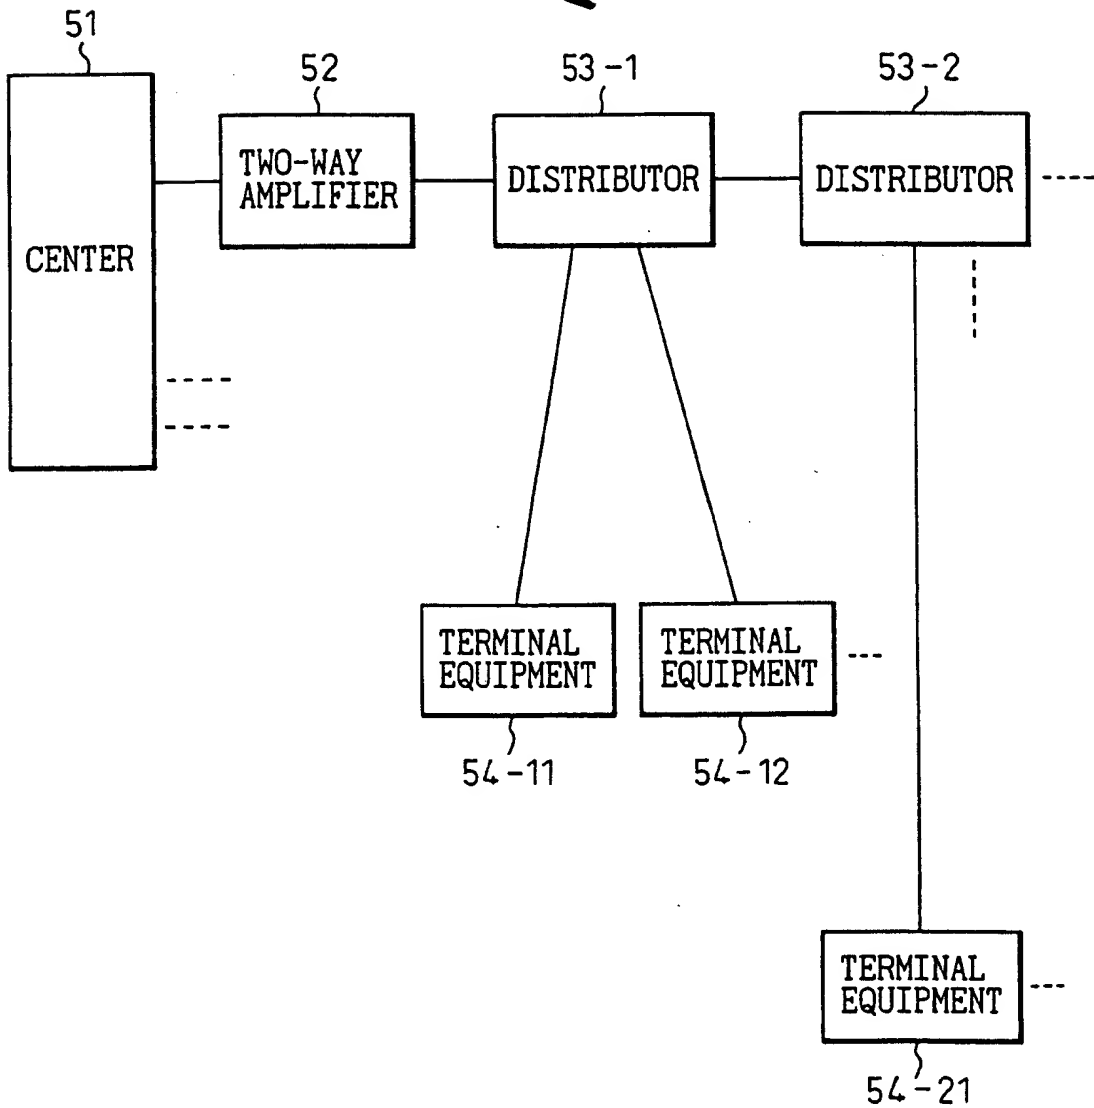 51
52
53-1
53-2
TWO-WAY
AMPLIFIER
DISTRIBUTOR
DISTRIBUTOR
CENTER
TERMINAL
EQUIPMENT
TERMINAL
EQUIPMENT
54-11
54-12
TERMINAL
EQUIPMENT
54-21